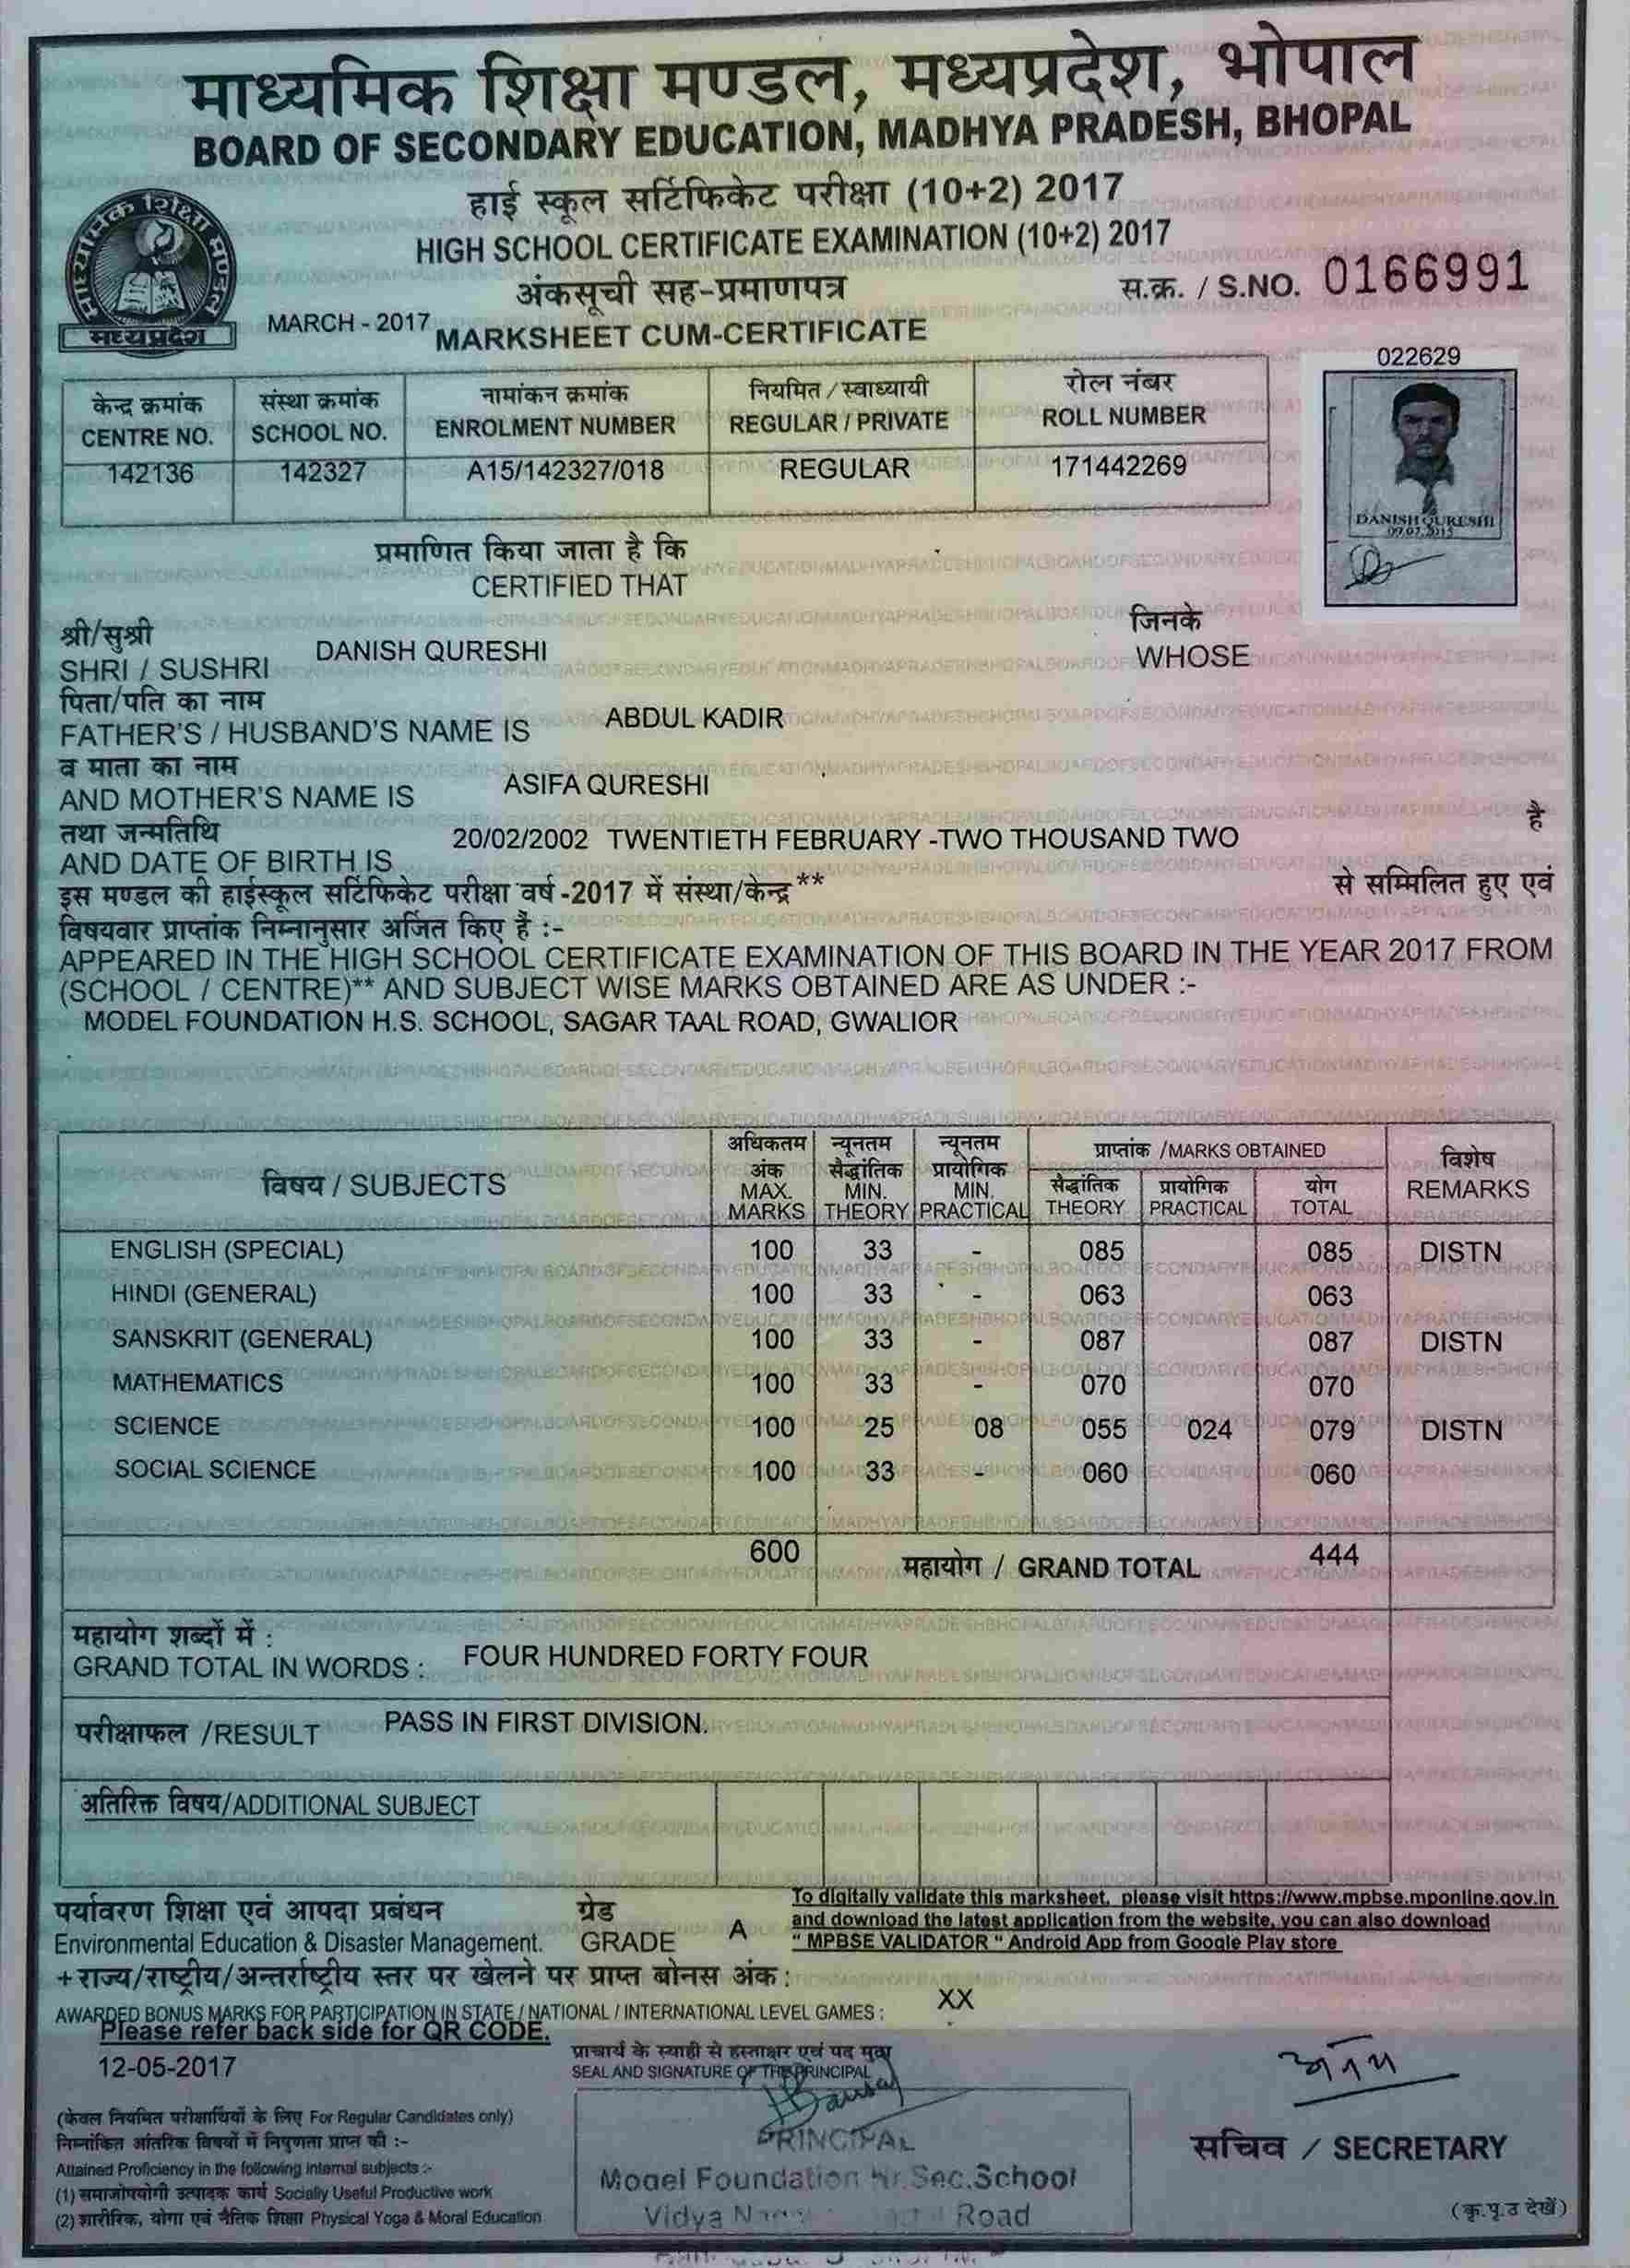 माध्यमिक शिक्षा मण्डल, मध्यप्रदेश, भोपाल
BOARD OF SECONDARY EDUCATION, MADHYA PRADESH, BHOPAL
हाई स्कूल सर्टिफिकेट परीक्षा (10+2) 2017
HIGH SCHOOL CERTIFICATE EXAMINATION (10+2) 2017
अंकसूची सह-प्रमाणपत्र
स.क्र. / S.NO. 0166991
माध्यमिक शिक्षा मण्डल
मध्यप्रदेश
MARCH - 2017
MARKSHEET CUM-CERTIFICATE
022629
केन्द्र क्रमांक संस्था क्रमांक नामांकन क्रमांक नियमित / स्वाध्यायी रोल नंबर
CENTRE NO. SCHOOL NO. ENROLMENT NUMBER REGULAR / PRIVATE ROLL NUMBER
142136 142327 A15/142327/018 REGULAR 171442269
DANISH QURESHI
09.07.2015
प्रमाणित किया जाता है कि
CERTIFIED THAT
श्री/सुश्री जिनके
SHRI / SUSHRI DANISH QURESHI WHOSE
पिता/पति का नाम
FATHER'S / HUSBAND'S NAME IS ABDUL KADIR
व माता का नाम
AND MOTHER'S NAME IS ASIFA QURESHI
तथा जन्मतिथि है
AND DATE OF BIRTH IS 20/02/2002 TWENTIETH FEBRUARY -TWO THOUSAND TWO
इस मण्डल की हाईस्कूल सर्टिफिकेट परीक्षा वर्ष-2017 में संस्था/केन्द्र** से सम्मिलित हुए एवं
विषयवार प्राप्तांक निम्नानुसार अर्जित किए है :-
APPEARED IN THE HIGH SCHOOL CERTIFICATE EXAMINATION OF THIS BOARD IN THE YEAR 2017 FROM
(SCHOOL / CENTRE)** AND SUBJECT WISE MARKS OBTAINED ARE AS UNDER :-
MODEL FOUNDATION H.S. SCHOOL, SAGAR TAAL ROAD, GWALIOR
विषय / SUBJECTS
अधिकतम अंक MAX. MARKS
न्यूनतम सैद्धांतिक MIN. THEORY
न्यूनतम प्रायोगिक MIN. PRACTICAL
प्राप्तांक /MARKS OBTAINED
सैद्धांतिक THEORY
प्रायोगिक PRACTICAL
योग TOTAL
विशेष REMARKS
ENGLISH (SPECIAL) 100 33 - 085 085 DISTN
HINDI (GENERAL) 100 33 - 063 063
SANSKRIT (GENERAL) 100 33 - 087 087 DISTN
MATHEMATICS 100 33 - 070 070
SCIENCE 100 25 08 055 024 079 DISTN
SOCIAL SCIENCE 100 33 - 060 060
600 महायोग / GRAND TOTAL 444
महायोग शब्दों में :
GRAND TOTAL IN WORDS : FOUR HUNDRED FORTY FOUR
परीक्षाफल /RESULT PASS IN FIRST DIVISION.
अतिरिक्त विषय/ADDITIONAL SUBJECT
पर्यावरण शिक्षा एवं आपदा प्रबंधन ग्रेड
Environmental Education & Disaster Management. GRADE A
To digitally validate this marksheet, please visit https://www.mpbse.mponline.gov.in
and download the latest application from the website, you can also download
" MPBSE VALIDATOR " Android App from Google Play store
+राज्य/राष्ट्रीय/अन्तर्राष्ट्रीय स्तर पर खेलने पर प्राप्त बोनस अंक :
AWARDED BONUS MARKS FOR PARTICIPATION IN STATE / NATIONAL / INTERNATIONAL LEVEL GAMES : XX
Please refer back side for QR CODE.
12-05-2017
प्राचार्य के स्याही से हस्ताक्षर एवं पद मुद्रा
SEAL AND SIGNATURE OF THE PRINCIPAL
PRINCIPAL
Model Foundation Hr.Sec.School
Vidya Road
(केवल नियमित परीक्षार्थियों के लिए For Regular Candidates only)
निम्नांकित आंतरिक विषयों में निपुणता प्राप्त की :-
Attained Proficiency in the following internal subjects :-
(1) समाजोपयोगी उत्पादक कार्य Socially Useful Productive work
(2) शारीरिक, योगा एवं नैतिक शिक्षा Physical Yoga & Moral Education
सचिव / SECRETARY
(कृ.पृ.उ देखें)